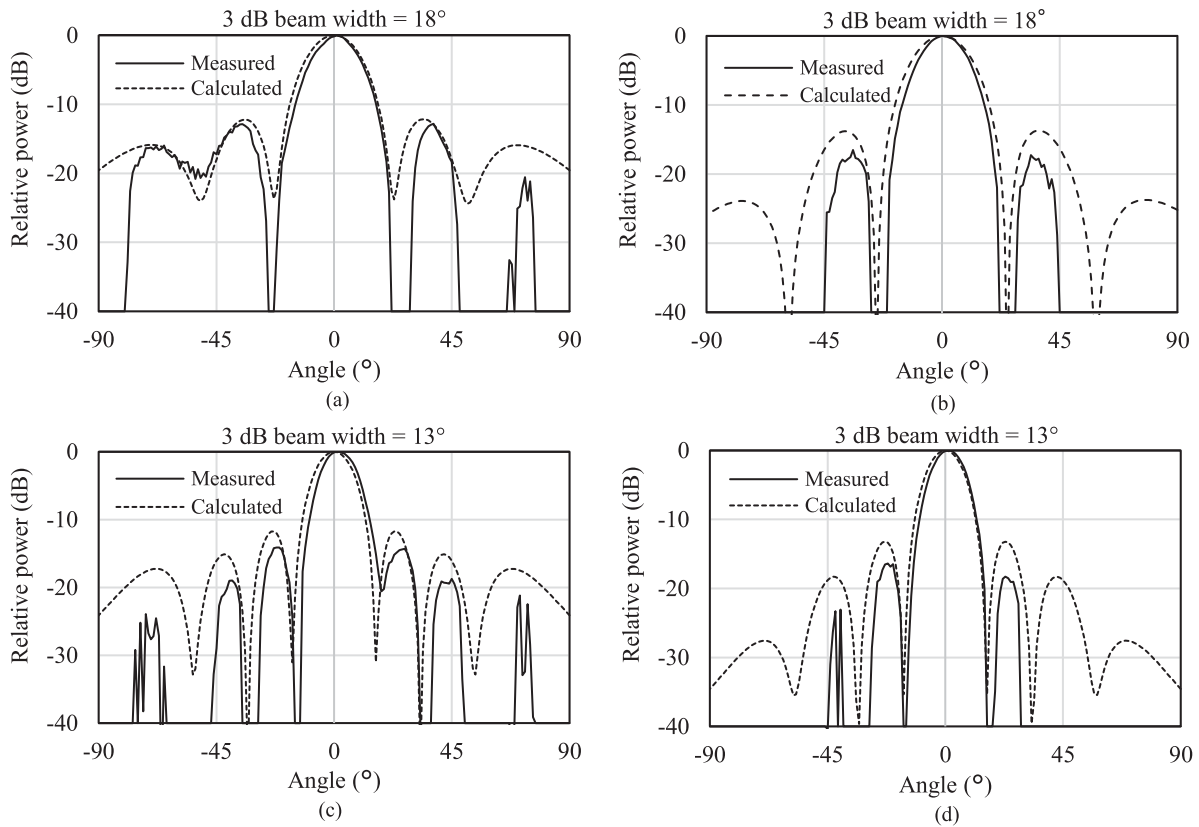 3 dB beam width = 18°
Relative power (dB)
0
-10
-20
-30
-40
Measured
Calculated
-90
-45
0
45
90
Angle (°)
(a)
3 dB beam width = 18°
Relative power (dB)
0
-10
-20
-30
-40
Measured
Calculated
-90
-45
0
45
90
Angle (°)
(b)
3 dB beam width = 13°
Relative power (dB)
0
-10
-20
-30
-40
Measured
Calculated
-90
-45
0
45
90
Angle (°)
(c)
3 dB beam width = 13°
Relative power (dB)
0
-10
-20
-30
-40
Measured
Calculated
-90
-45
0
45
90
Angle (°)
(d)